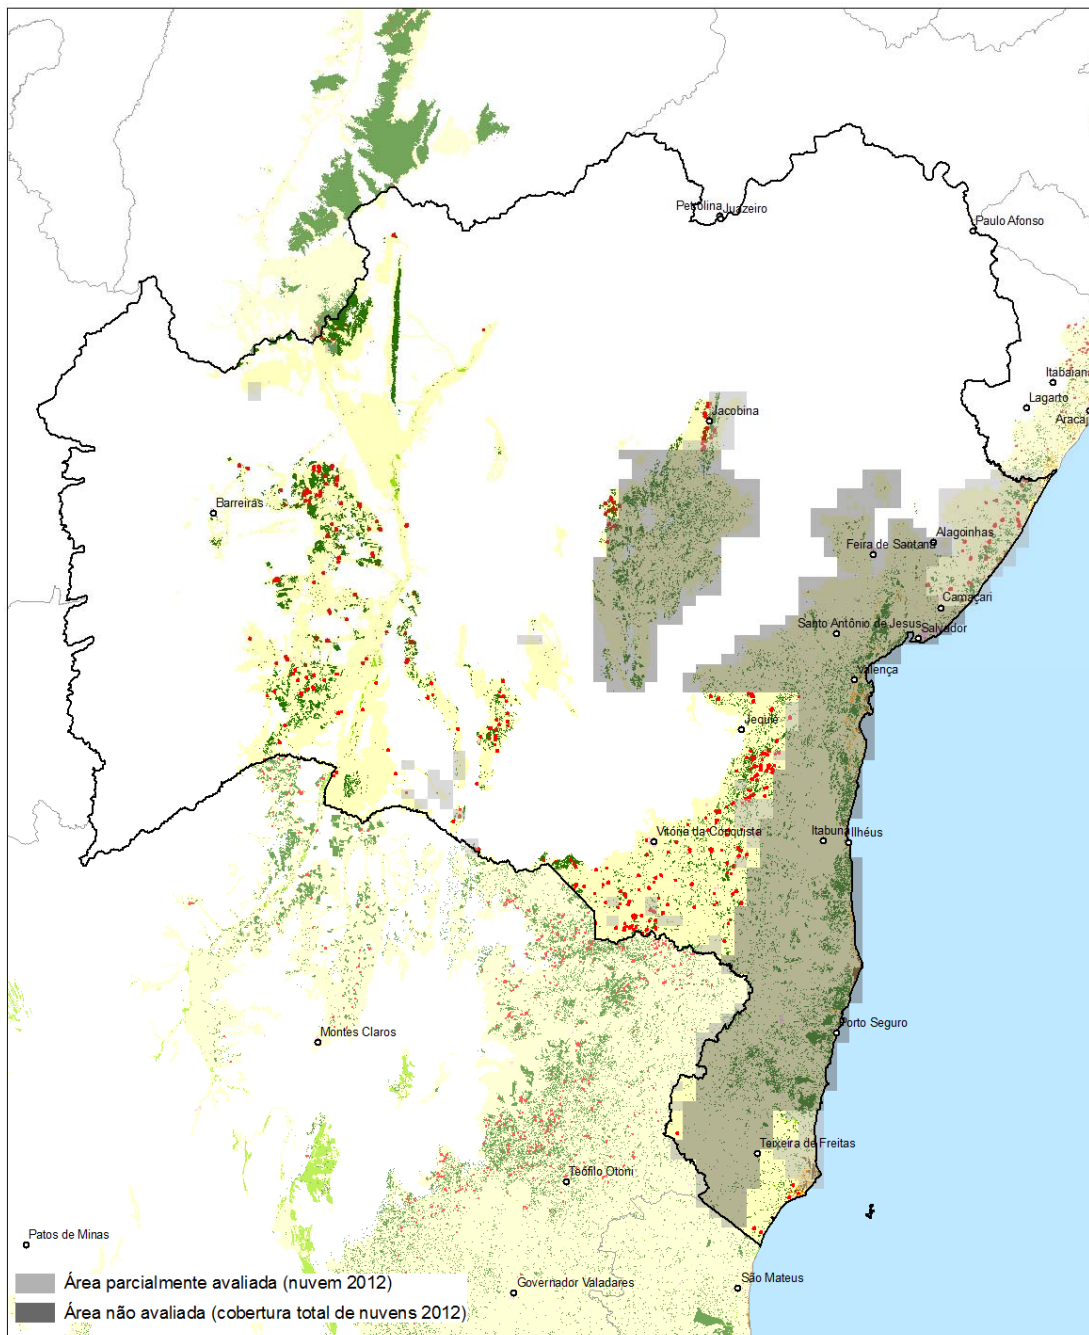 Petrolina
Juazeiro
Paulo Afonso
Itabaiana
Lagarto
Aracaj
Jacobina
Barreiras
Alagoinhas
Feira de Santana
Camaçari
Santo Antônio de Jesus
Salvador
Valença
Jequié
Vitória da Conquista
Itabuna
Ilhéus
Porto Seguro
Montes Claros
Teixeira de Freitas
Teófilo Otoni
Patos de Minas
São Mateus
Governador Valadares
Área parcialmente avaliada (nuvem 2012)
Área não avaliada (cobertura total de nuvens 2012)